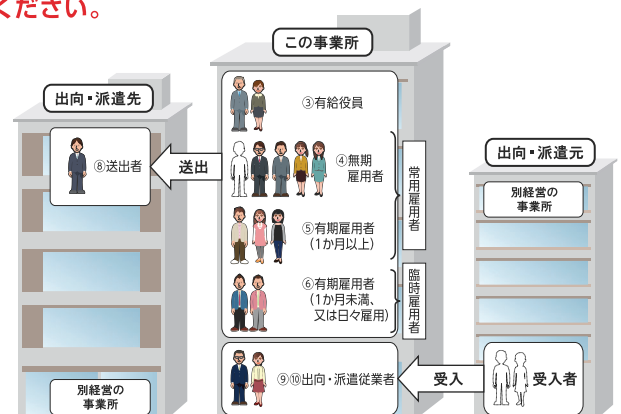 ください。
この事業所
出向・派遣先
出向・派遣元
③有給役員
⑧送出者
送出
④無期
雇用者
常用雇用者
⑤有期雇用者
(1か月以上)
⑥有期雇用者
(1か月未満、
又は日々雇用)
臨時雇用者
別経営の
事業所
⑨⑩出向・派遣従業者
受入
受入者
別経営の
事業所